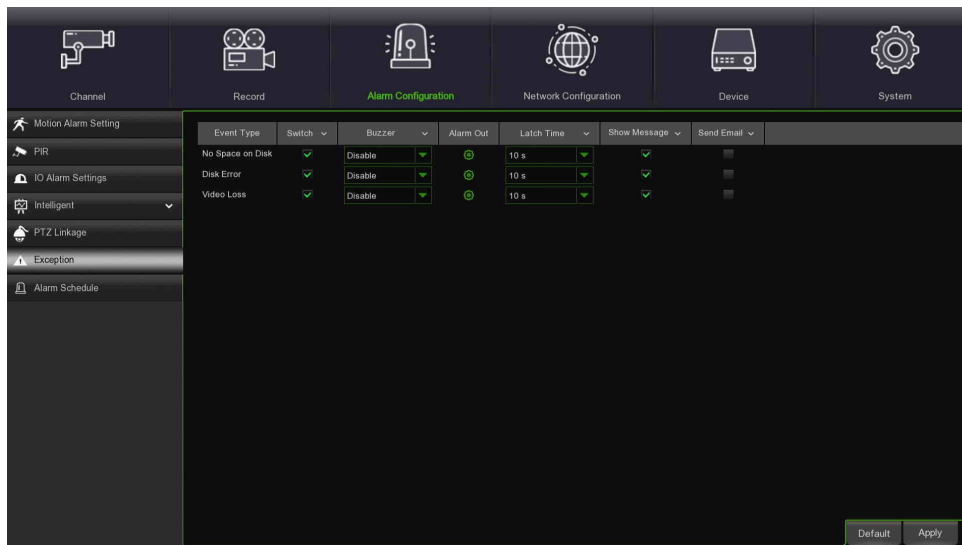 Channel
Record
Alarm Configuration
Network Configuration
Device
System
Motion Alarm Setting
PIR
IO Alarm Settings
Intelligent
PTZ Linkage
Exception
Alarm Schedule
Event Type Switch Buzzer Alarm Out Latch Time Show Message Send Email
No Space on Disk Disable 10 s
Disk Error Disable 10 s
Video Loss Disable 10 s
Default Apply